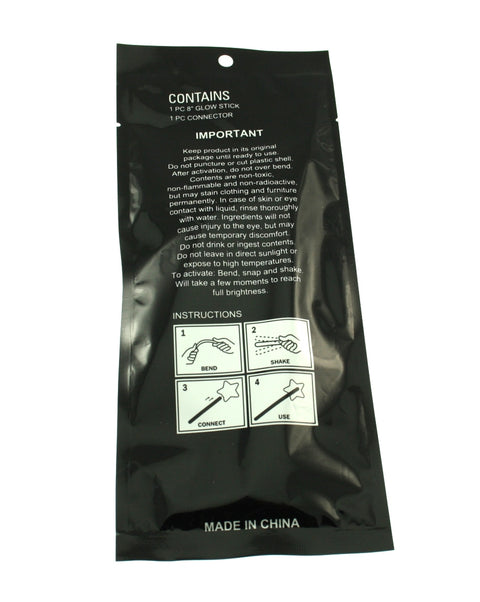 CONTAINS
1 PC 8" GLOW STICK
1 PC CONNECTOR
IMPORTANT
Keep product in its original
package until ready to use.
Do not puncture or cut plastic shell.
After activation, do not over bend.
Contents are non-toxic,
non-flammable and non-radioactive,
but may stain clothing and furniture
permanently. In case of skin or eye
contact with liquid, rinse thoroughly
with water. Ingredients will not
cause injury to the eye, but may
cause temporary discomfort.
Do not drink or ingest contents.
Do not leave in direct sunlight or
expose to high temperatures.
To activate: Bend, snap and shake.
Will take a few moments to reach
full brightness.
INSTRUCTIONS
1
BEND
2
SHAKE
3
CONNECT
4
USE
MADE IN CHINA